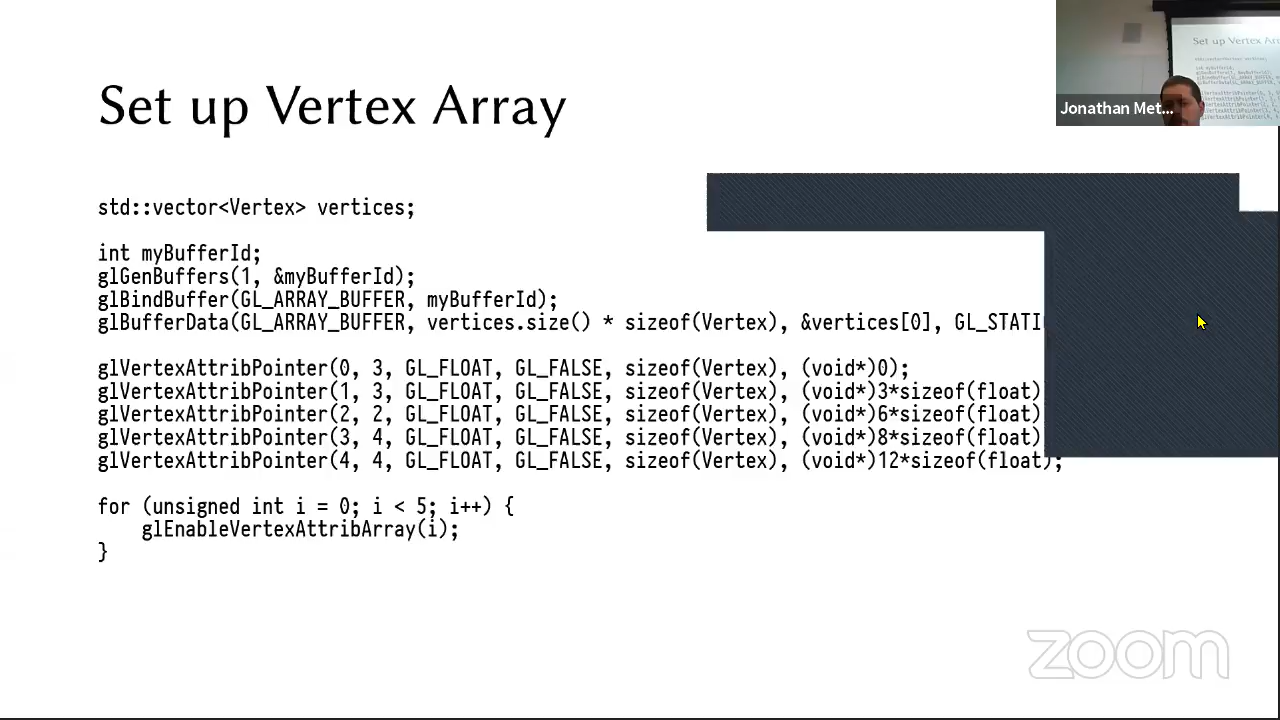 Set up Vertex Array
Jonathan Met...
Set up Vertex Arr
std::vector<Vertex> vertices;
int myBufferId;
glGenBuffers(1, &myBufferId);
glBindBuffer(GL_ARRAY_BUFFER, myBufferId);
glBufferData(GL_ARRAY_BUFFER, vertices.size() * sizeof(Vertex), &vertices[0], GL_STATI
glVertexAttribPointer(0, 3, GL_FLOAT, GL_FALSE, sizeof(Vertex), (void*)0);
glVertexAttribPointer(1, 3, GL_FLOAT, GL_FALSE, sizeof(Vertex), (void*)3*sizeof(float)
glVertexAttribPointer(2, 2, GL_FLOAT, GL_FALSE, sizeof(Vertex), (void*)6*sizeof(float)
glVertexAttribPointer(3, 4, GL_FLOAT, GL_FALSE, sizeof(Vertex), (void*)8*sizeof(float)
glVertexAttribPointer(4, 4, GL_FLOAT, GL_FALSE, sizeof(Vertex), (void*)12*sizeof(float);
for (unsigned int i = 0; i < 5; i++) {
glEnableVertexAttribArray(i);
}
zoom